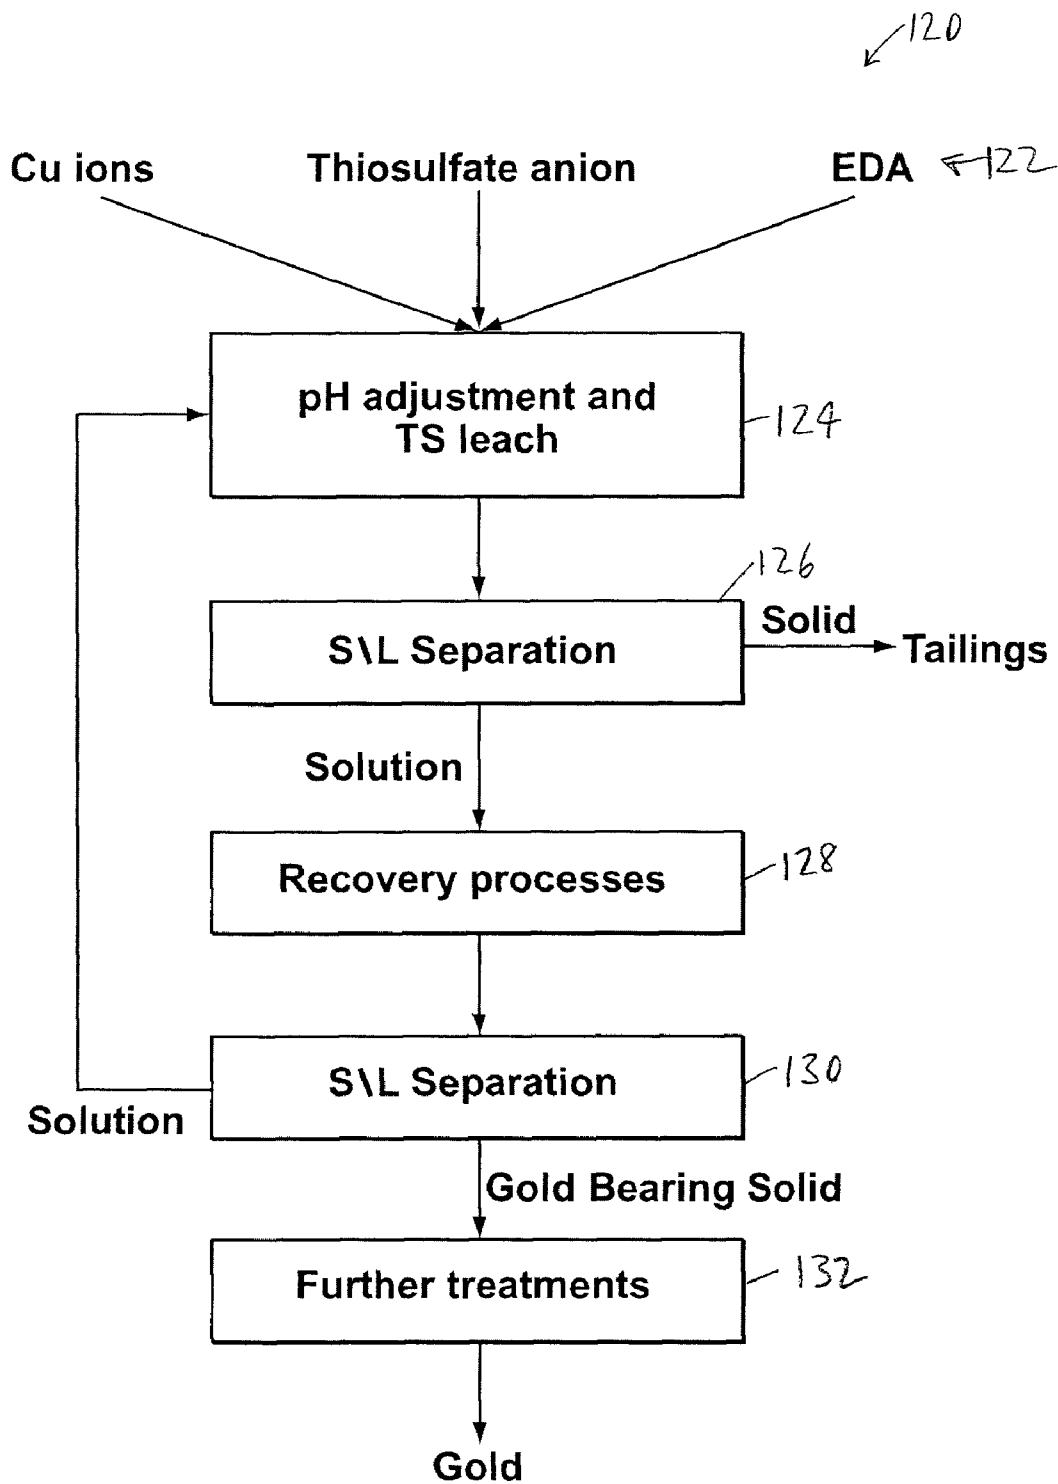 120
Cu ions
Thiosulfate anion
EDA
122
pH adjustment and
TS leach
124
126
S\L Separation
Solid
Tailings
Solution
Recovery processes
128
S\L Separation
130
Solution
Gold Bearing Solid
Further treatments
132
Gold